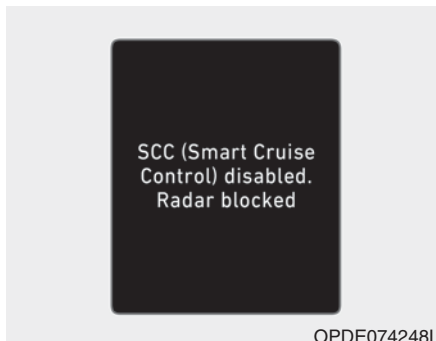 SCC (Smart Cruise
Control) disabled.
Radar blocked
OPDE074248L